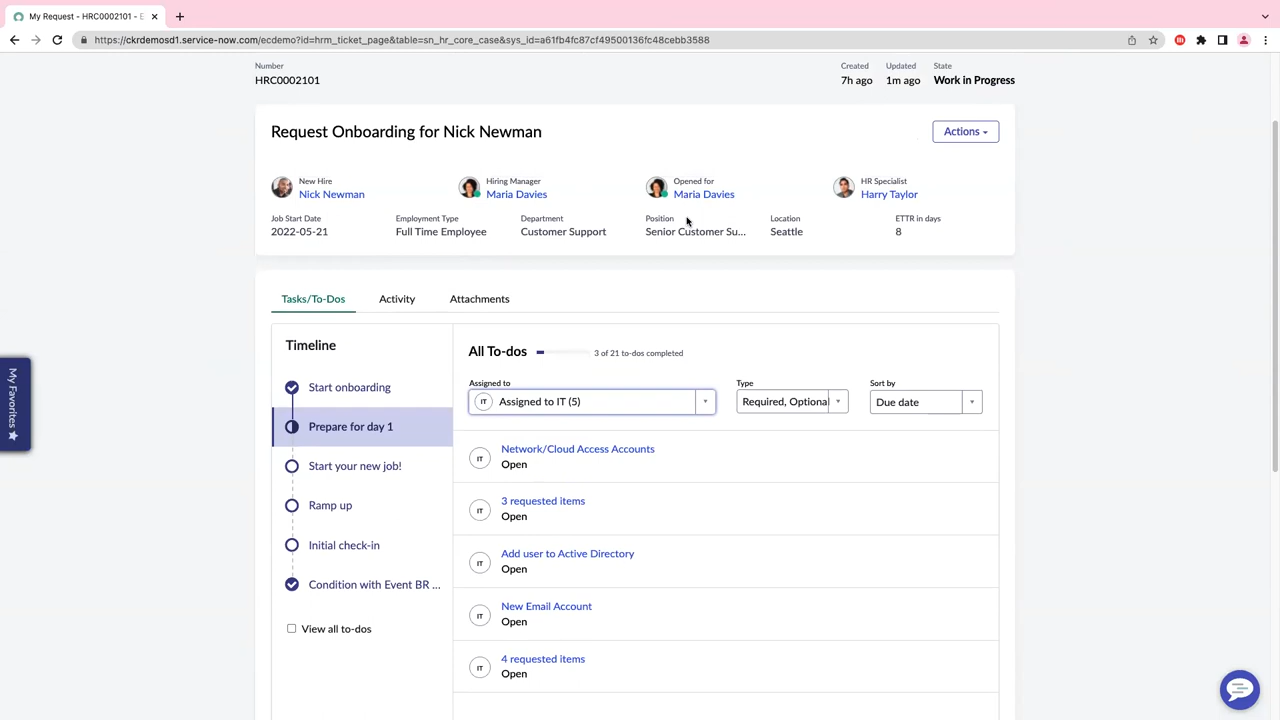 My Request - HRC0002101 - E
https://ckrdemosd1.service-now.com/ecdemo?id=hrm_ticket_page&table=sn_hr_core_case&sys_id=a61fb4fc87cf49500136fc48cebb3588
Number
HRC0002101
Created
7h ago
Updated
1m ago
State
Work in Progress
Request Onboarding for Nick Newman
Actions
New Hire
Nick Newman
Hiring Manager
Maria Davies
Opened for
Maria Davies
HR Specialist
Harry Taylor
Job Start Date
2022-05-21
Employment Type
Full Time Employee
Department
Customer Support
Position
Senior Customer Su...
Location
Seattle
ETTR in days
8
Tasks/To-Dos
Activity
Attachments
Timeline
Start onboarding
Prepare for day 1
Start your new job!
Ramp up
Initial check-in
Condition with Event BR ...
View all to-dos
All To-dos
3 of 21 to-dos completed
Assigned to
IT Assigned to IT (5)
Type
Required, Optional
Sort by
Due date
IT
Network/Cloud Access Accounts
Open
IT
3 requested items
Open
IT
Add user to Active Directory
Open
IT
New Email Account
Open
IT
4 requested items
Open
My Favorites